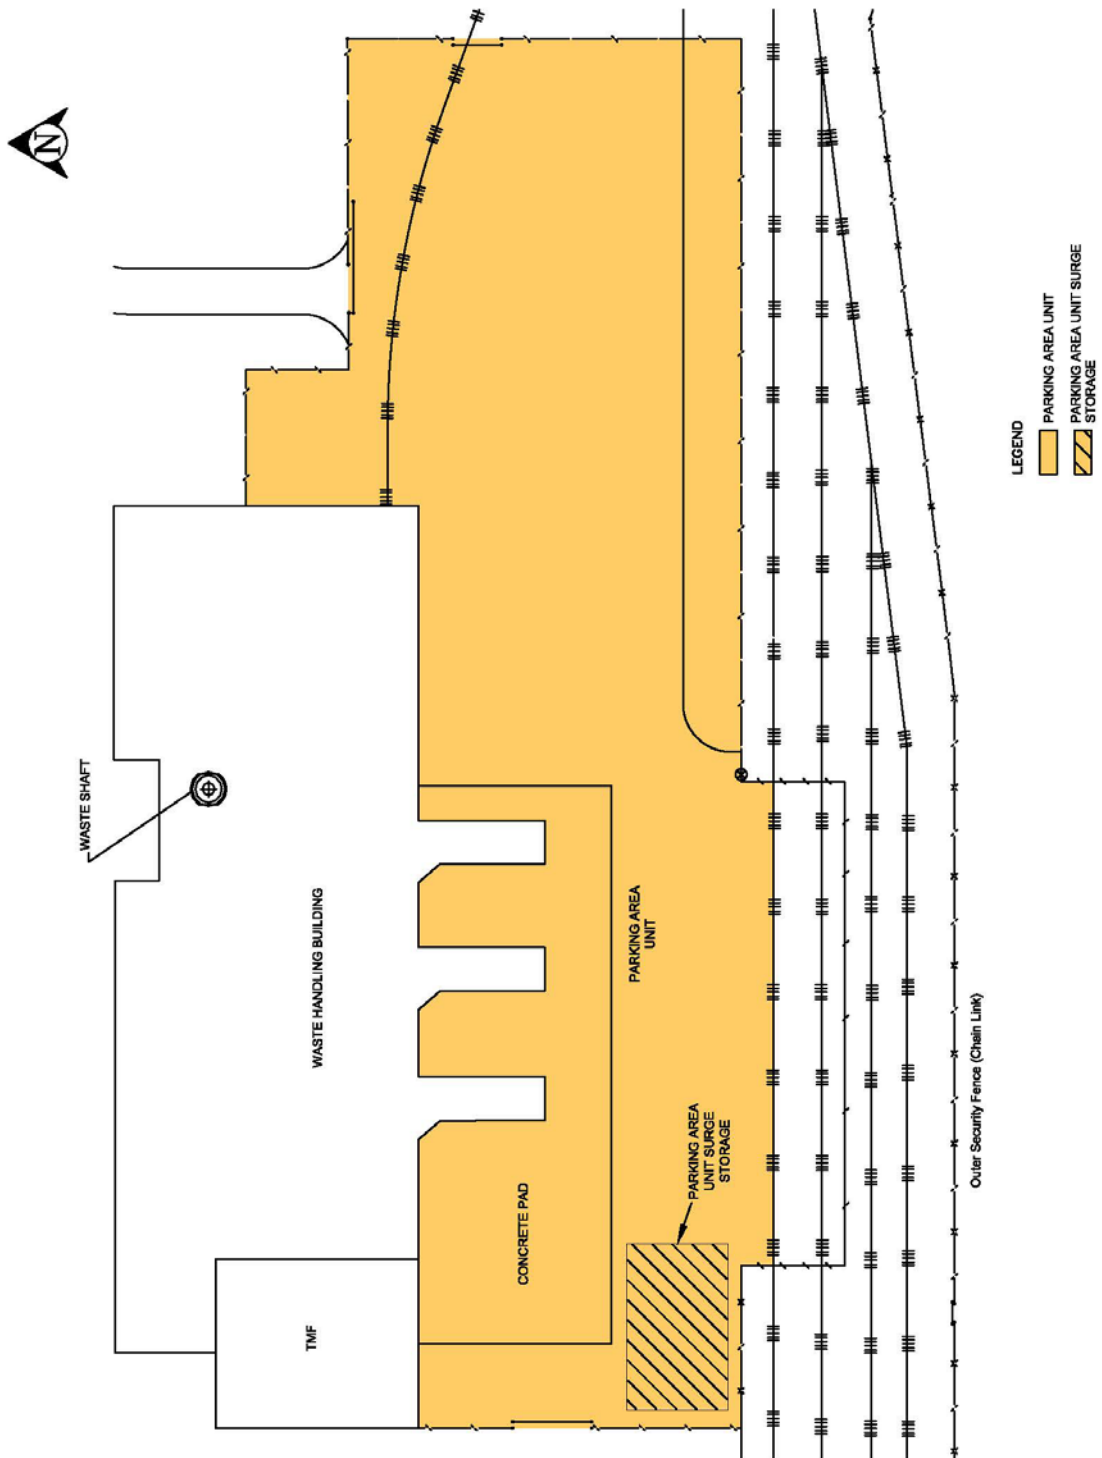 N
WASTE SHAFT
WASTE HANDLING BUILDING
TMF
CONCRETE PAD
PARKING AREA
UNIT
PARKING AREA
UNIT SURGE
STORAGE
Outer Security Fence (Chain Link)
LEGEND
PARKING AREA UNIT
PARKING AREA UNIT SURGE
STORAGE